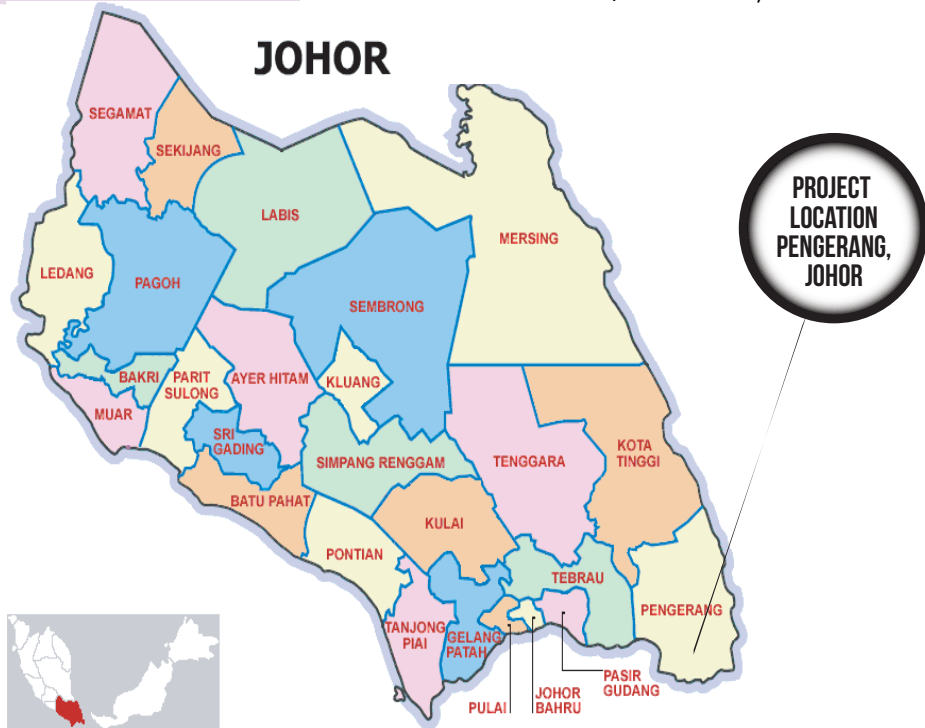 JOHOR
SEGAMAT
SEKIJANG
LABIS
MERSING
PROJECT
LOCATION
PENGERANG,
JOHOR
LEDANG
PAGOH
SEMBRONG
BAKRI
PARIT
SULONG
AYER HITAM
KLUANG
MUAR
SRI
GADING
SIMPANG RENGGAM
TENGGARA
KOTA
TINGGI
BATU PAHAT
KULAI
PONTIAN
TEBRAU
PENGERANG
TANJONG
PIAI
GELANG
PATAH
PULAI
JOHOR
BAHRU
PASIR
GUDANG